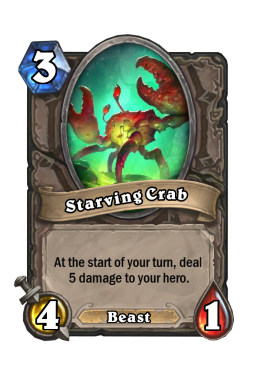 3
Starving Crab
At the start of your turn, deal
5 damage to your hero.
4
Beast
1